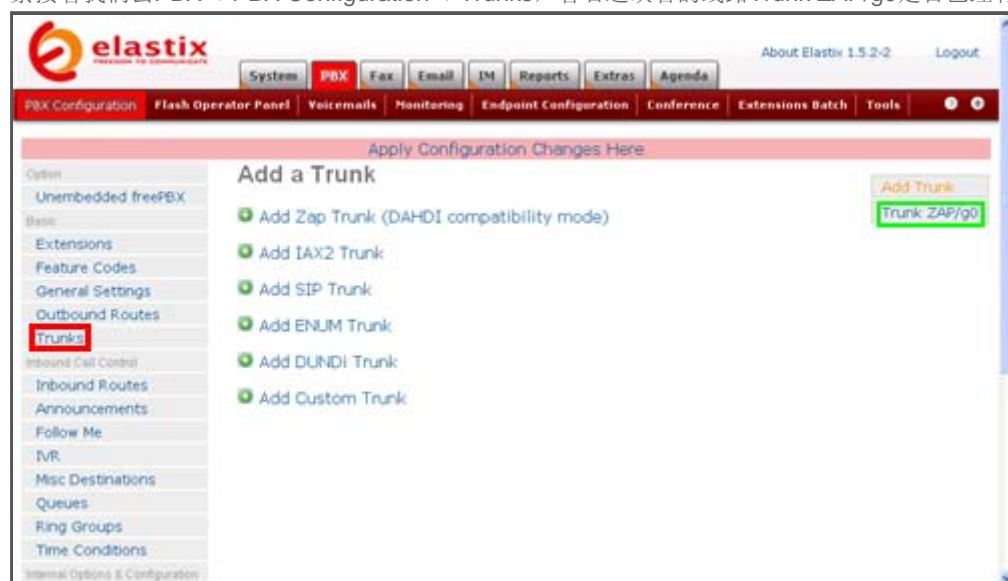 elastix
FREEDOM TO COMMUNICATE
About Elastix 1.5.2-2
Logout
System
PBX
Fax
Email
IM
Reports
Extras
Agenda
PBX Configuration
Flash Operator Panel
Voicemails
Monitoring
Endpoint Configuration
Conference
Extensions Batch
Tools
Apply Configuration Changes Here
Option
Unembedded freePBX
Basic
Extensions
Feature Codes
General Settings
Outbound Routes
Trunks
Inbound Call Control
Inbound Routes
Announcements
Follow Me
IVR
Misc Destinations
Queues
Ring Groups
Time Conditions
Internal Options & Configuration
Add a Trunk
Add Zap Trunk (DAHDI compatibility mode)
Add IAX2 Trunk
Add SIP Trunk
Add ENUM Trunk
Add DUNDi Trunk
Add Custom Trunk
Add Trunk
Trunk ZAP/g0